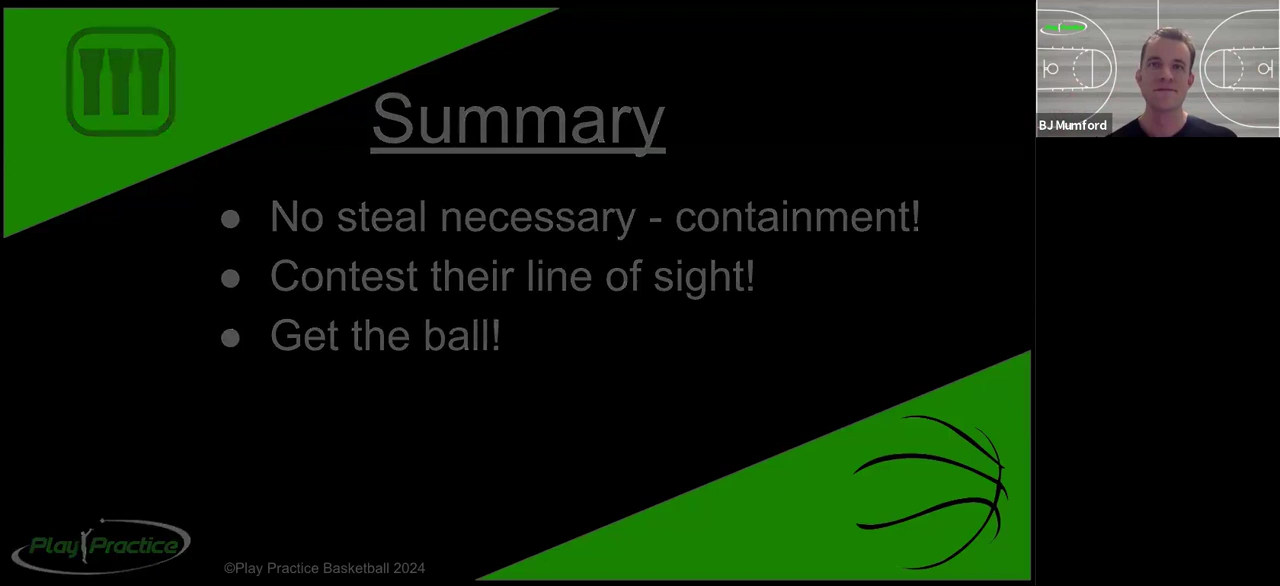 Summary
● No steal necessary - containment!
● Contest their line of sight!
● Get the ball!
Play Practice
©Play Practice Basketball 2024
BJ Mumford